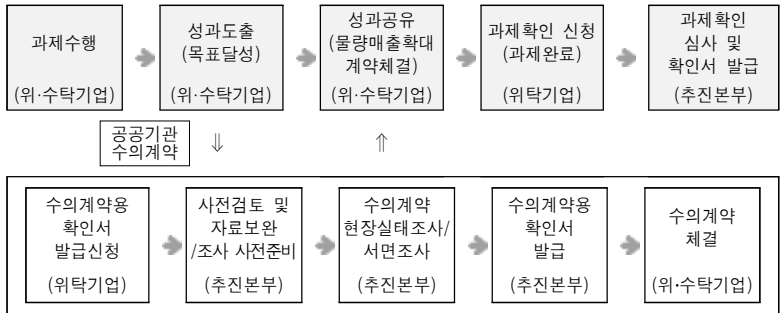 과제수행
(위·수탁기업)
성과도출
(목표달성)
(위·수탁기업)
성과공유
(물량매출확대
계약체결)
(위·수탁기업)
과제확인 신청
(과제완료)
(위탁기업)
과제확인
심사 및
확인서 발급
(추진본부)
공공기관
수의계약
⇓
⇑
수의계약용
확인서
발급신청
(위탁기업)
사전검토 및
자료보완
/조사 사전준비
(추진본부)
수의계약
현장실태조사/
서면조사
(추진본부)
수의계약용
확인서
발급
(추진본부)
수의계약
체결
(위·수탁기업)